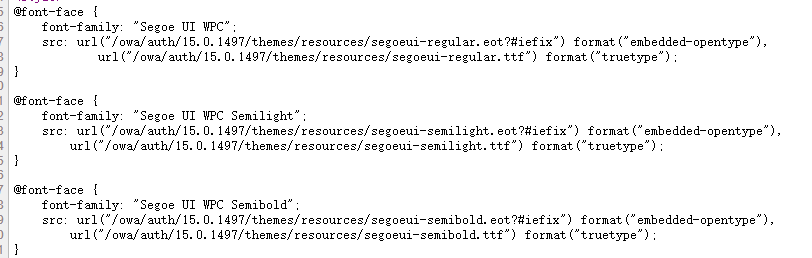 @font-face {
font-family: "Segoe UI WPC";
src: url("/owa/auth/15.0.1497/themes/resources/segoeui-regular.eot?#iefix") format("embedded-opentype"),
url("/owa/auth/15.0.1497/themes/resources/segoeui-regular.ttf") format("truetype");
}
@font-face {
font-family: "Segoe UI WPC Semilight";
src: url("/owa/auth/15.0.1497/themes/resources/segoeui-semilight.eot?#iefix") format("embedded-opentype"),
url("/owa/auth/15.0.1497/themes/resources/segoeui-semilight.ttf") format("truetype");
}
@font-face {
font-family: "Segoe UI WPC Semibold";
src: url("/owa/auth/15.0.1497/themes/resources/segoeui-semibold.eot?#iefix") format("embedded-opentype"),
url("/owa/auth/15.0.1497/themes/resources/segoeui-semibold.ttf") format("truetype");
}